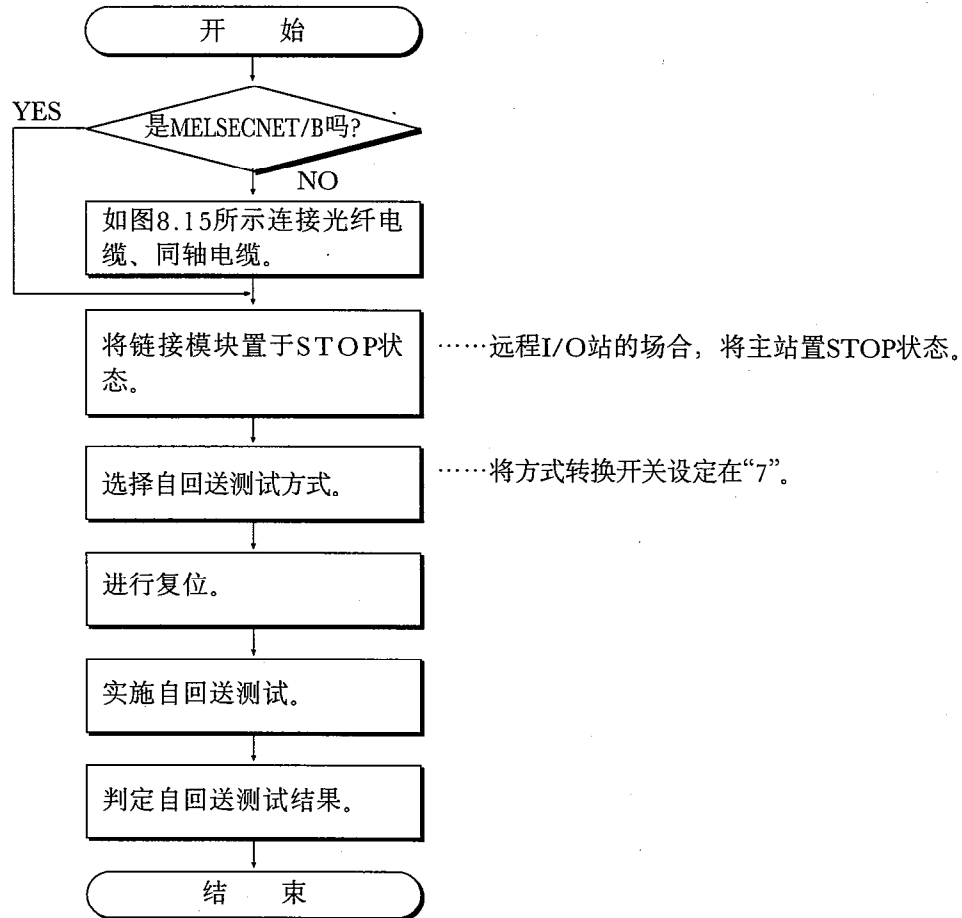 开 始
YES
是MELSECNET/B吗?
NO
如图8.15所示连接光纤电
缆、同轴电缆。
将链接模块置于STOP状
态。
……远程I/O站的场合，将主站置STOP状态。
选择自回送测试方式。
……将方式转换开关设定在“7”。
进行复位。
实施自回送测试。
判定自回送测试结果。
结 束